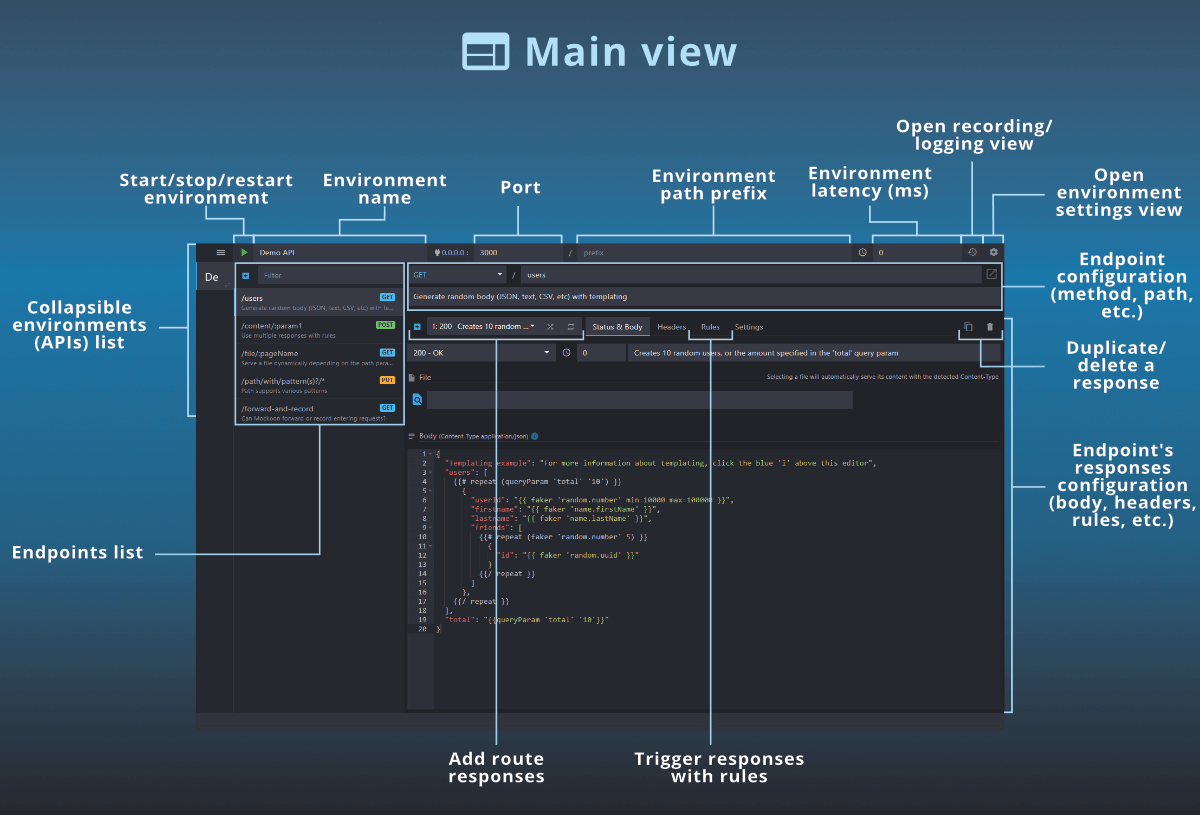 Main view
Open recording/
logging view
Start/stop/restart
environment
Environment
name
Port
Environment
path prefix
Environment
latency (ms)
Open
environment
settings view
Demo API
0.0.0.0 :
3000
/
prefix
0
De
Filter
GET
/
users
Endpoint
configuration
(method, path,
etc.)
Generate random body (JSON, text, CSV, etc) with templating
/users
GET
Generate random body (JSON, text, CSV, etc) with te...
/content/:param1
POST
Use multiple responses with rules
/file/:pageName
GET
Serve a file dynamically depending on the path para...
/path/with/pattern(s)?/*
PUT
Path supports various patterns
/forward-and-record
GET
Can Mockoon forward or record entering requests?
Collapsible
environments
(APIs) list
1: 200 Creates 10 random ...
Status & Body
Headers
Rules
Settings
Duplicate/
delete a
response
200 - OK
0
Creates 10 random users, or the amount specified in the 'total' query param
File
Selecting a file will automatically serve its content with the detected Content-Type
Body (Content-Type application/json)
1 {
2 "Templating example": "For more information about templating, click the blue 'i' above this editor",
3 "users": [
4 {{# repeat (queryParam 'total' '10') }}
5 {
6 "userId": "{{ faker 'random.number' min=10000 max=100000 }}",
7 "firstname": "{{ faker 'name.firstName' }}",
8 "lastname": "{{ faker 'name.lastName' }}",
9 "friends": [
10 {{# repeat (faker 'random.number' 5) }}
11 {
12 "id": "{{ faker 'random.uuid' }}"
13 }
14 {{/ repeat }}
15 ]
16 },
17 {{/ repeat }}
18 ],
19 "total": "{{queryParam 'total' '10'}}"
20 }
Endpoint's
responses
configuration
(body, headers,
rules, etc.)
Endpoints list
Add route
responses
Trigger responses
with rules